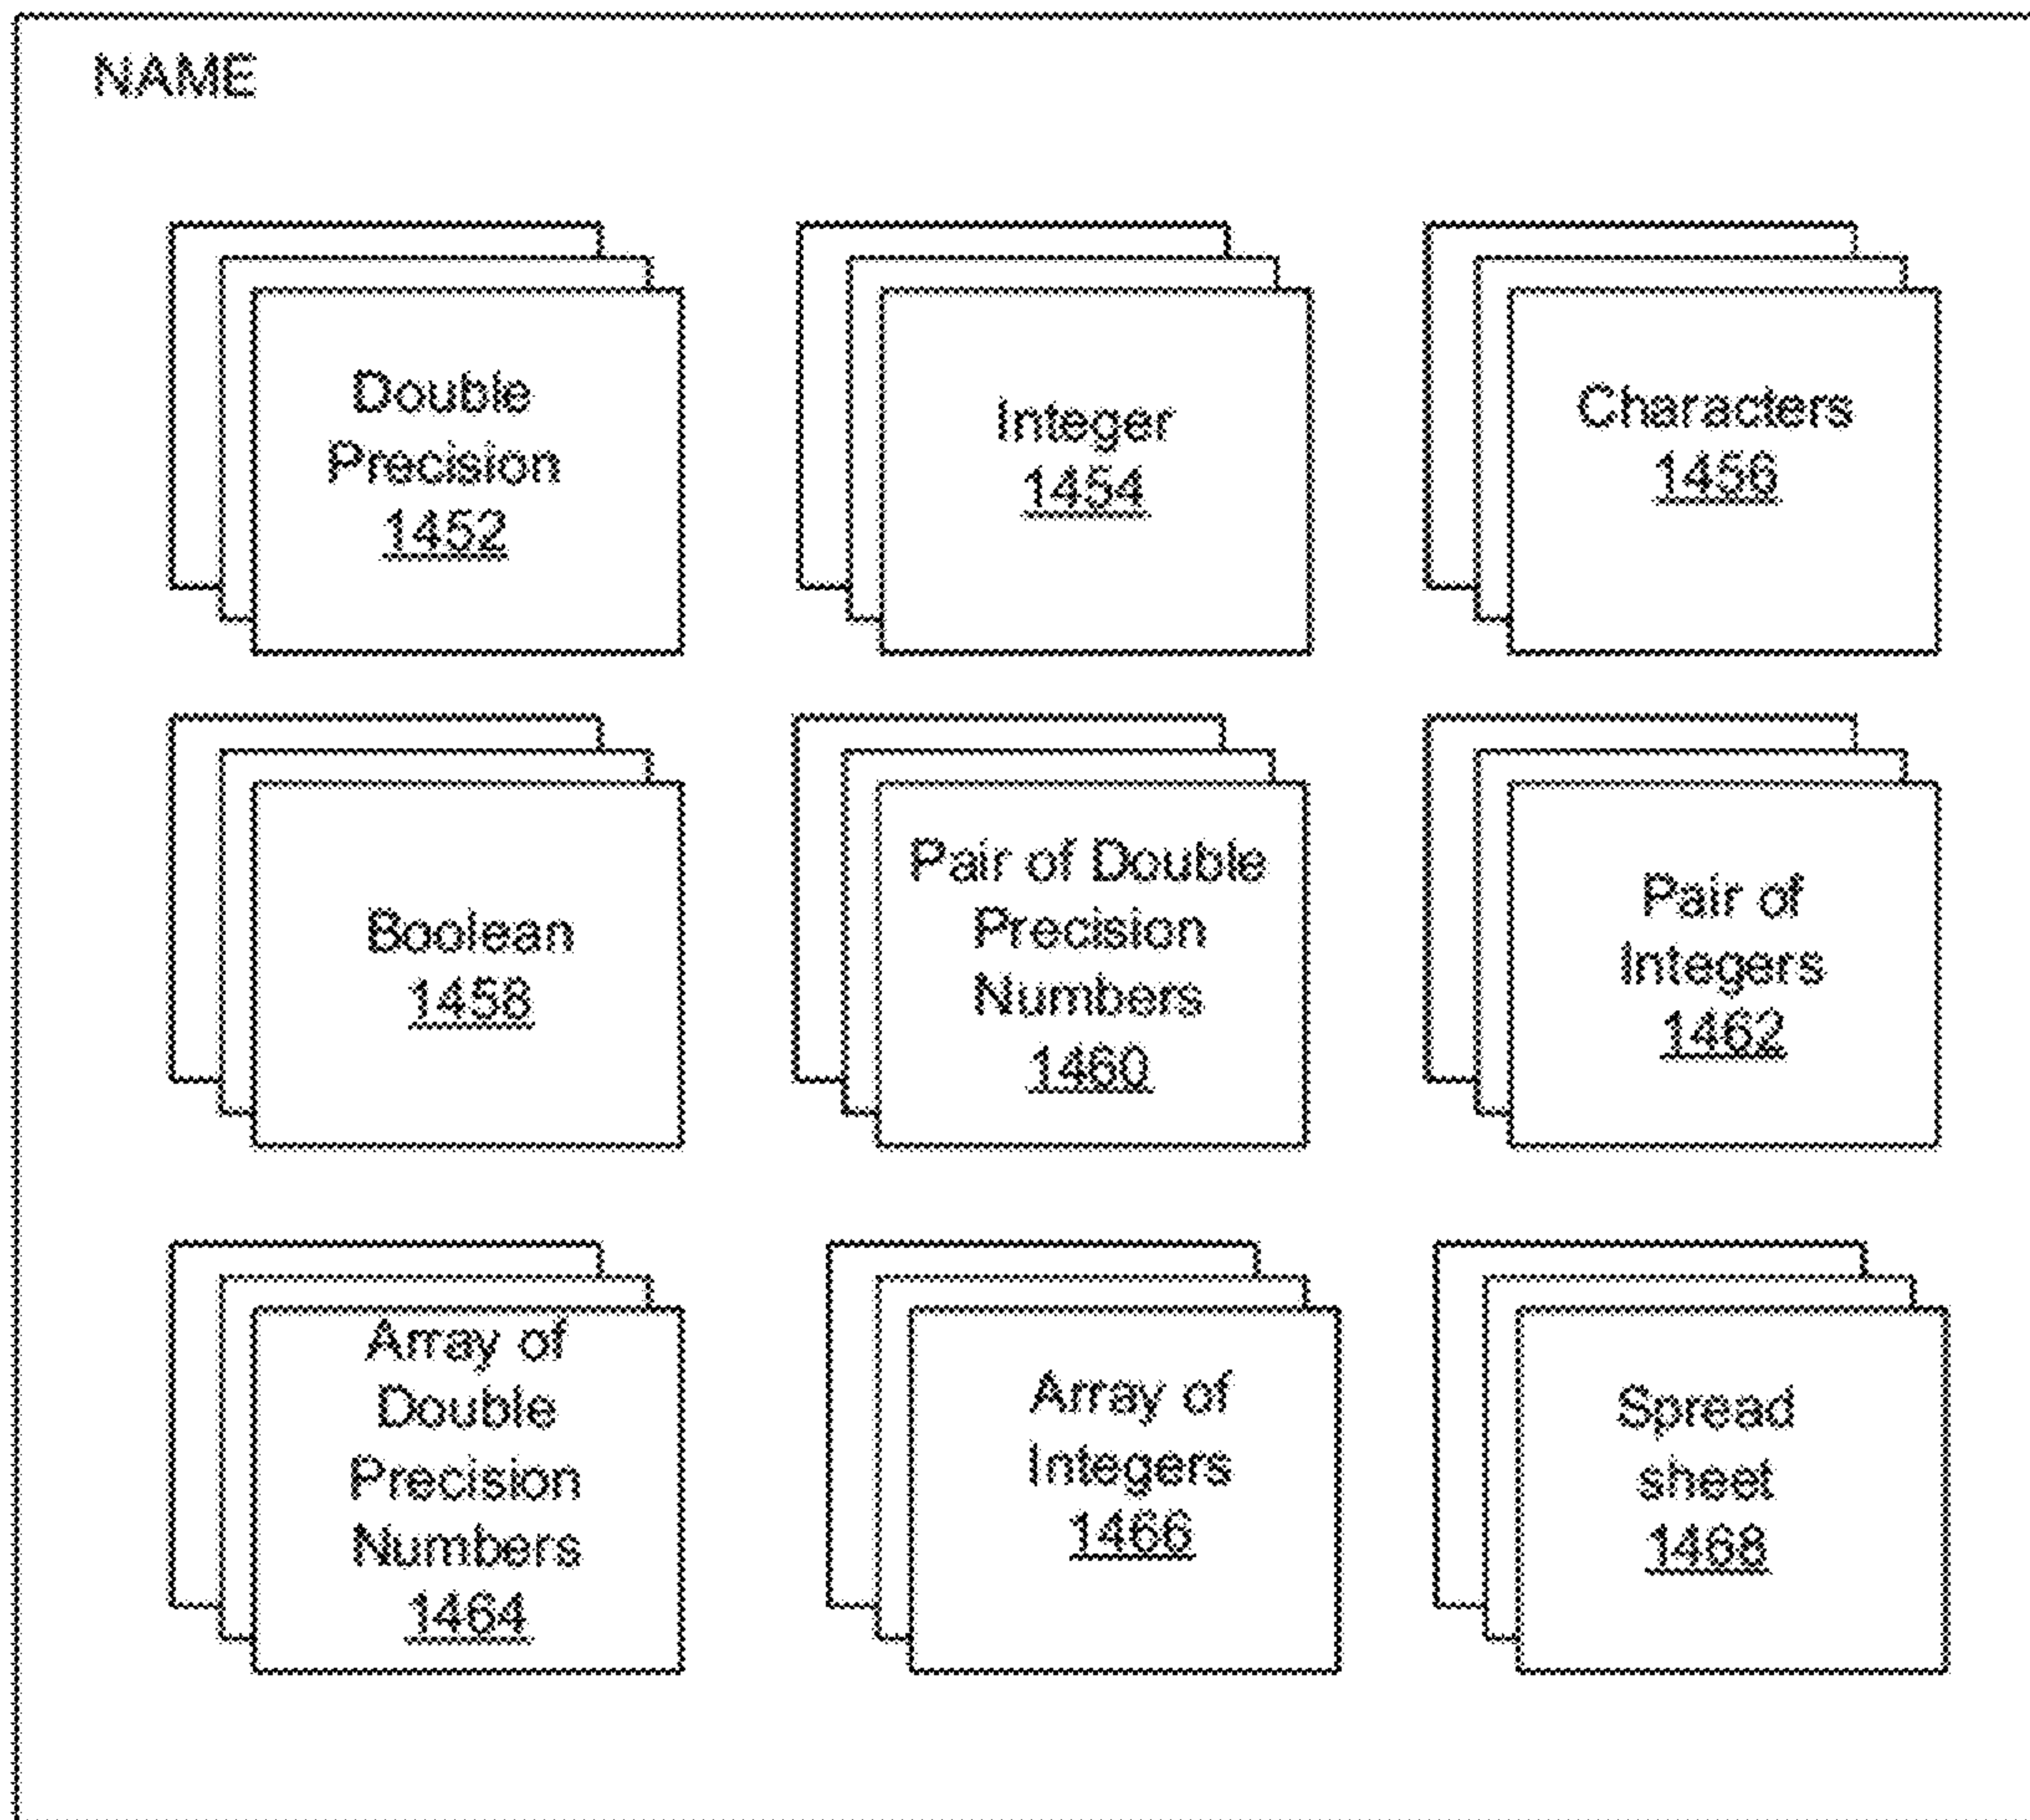 NAME
Double
Precision
1452
Integer
1454
Characters
1456
Boolean
1458
Pair of Double
Precision
Numbers
1460
Pair of
Integers
1462
Array of
Double
Precision
Numbers
1464
Array of
Integers
1466
Spread
sheet
1468